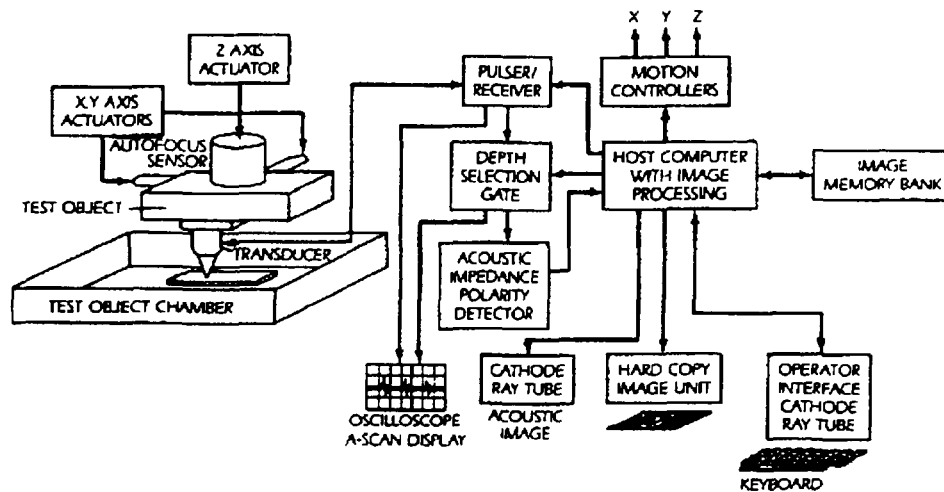 Z AXIS
ACTUATOR
X,Y AXIS
ACTUATORS
AUTOFOCUS
SENSOR
TEST OBJECT
TRANSDUCER
TEST OBJECT CHAMBER
PULSER/
RECEIVER
DEPTH
SELECTION
GATE
ACOUSTIC
IMPEDANCE
POLARITY
DETECTOR
X Y Z
MOTION
CONTROLLERS
HOST COMPUTER
WITH IMAGE
PROCESSING
IMAGE
MEMORY BANK
OSCILLOSCOPE
A-SCAN DISPLAY
CATHODE
RAY TUBE
ACOUSTIC
IMAGE
HARD COPY
IMAGE UNIT
OPERATOR
INTERFACE
CATHODE
RAY TUBE
KEYBOARD